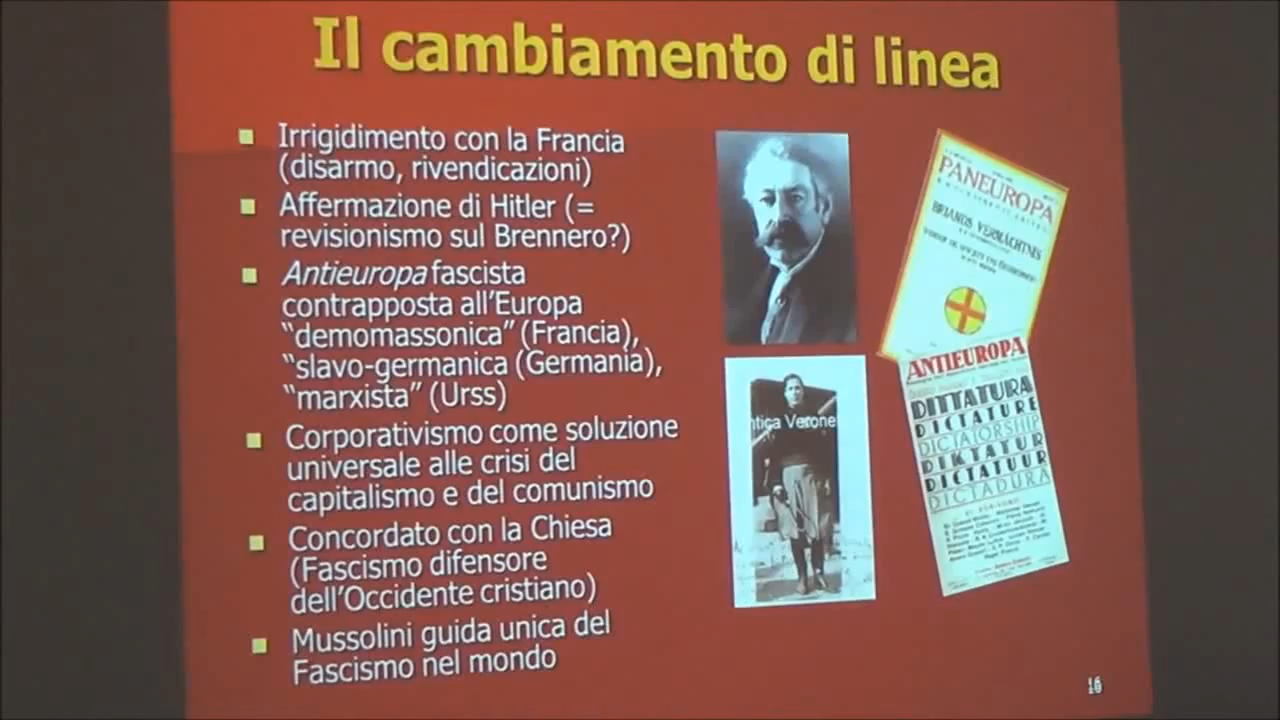 Il cambiamento di linea
Irrigidimento con la Francia
(disarmo, rivendicazioni)
Affermazione di Hitler (=
revisionismo sul Brennero?)
Antieuropa fascista
contrapposta all'Europa
“demomassonica” (Francia),
“slavo-germanica (Germania),
“marxista” (Urss)
Corporativismo come soluzione
universale alle crisi del
capitalismo e del comunismo
Concordato con la Chiesa
(Fascismo difensore
dell'Occidente cristiano)
Mussolini guida unica del
Fascismo nel mondo
PANEUROPA
BRIANDS VERMÄCHTNIS
ANTIEUROPA
DITTATURA
DICTATURE
DICTATORSHIP
DIKTATUR
DICTATUUR
DICTADURA
ntica Verone
16